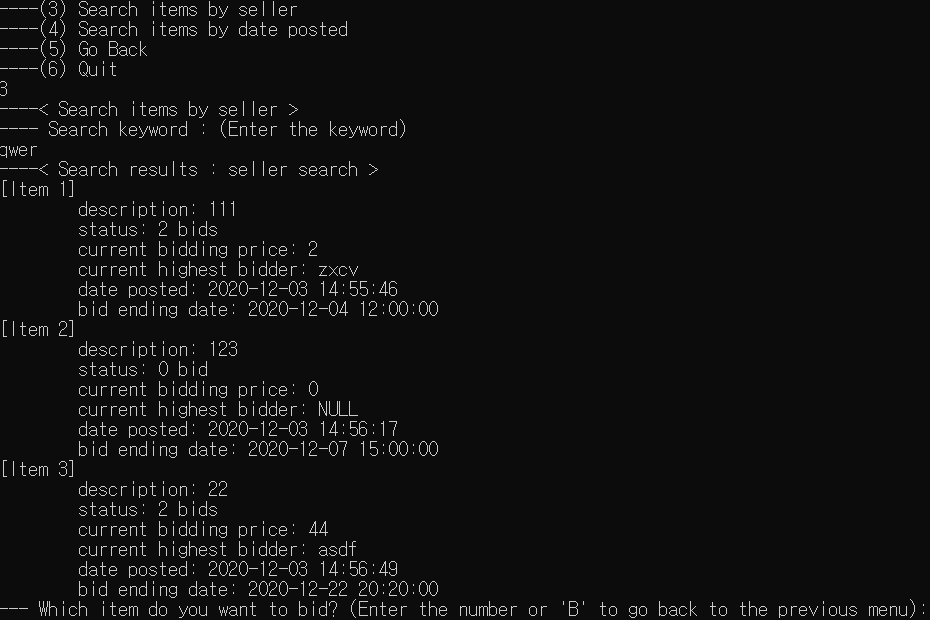 ----(3) Search items by seller
----(4) Search items by date posted
----(5) Go Back
----(6) Quit
3
----< Search items by seller >
---- Search keyword : (Enter the keyword)
qwer
----< Search results : seller search >
[Item 1]
description: 111
status: 2 bids
current bidding price: 2
current highest bidder: zxcv
date posted: 2020-12-03 14:55:46
bid ending date: 2020-12-04 12:00:00
[Item 2]
description: 123
status: 0 bid
current bidding price: 0
current highest bidder: NULL
date posted: 2020-12-03 14:56:17
bid ending date: 2020-12-07 15:00:00
[Item 3]
description: 22
status: 2 bids
current bidding price: 44
current highest bidder: asdf
date posted: 2020-12-03 14:56:49
bid ending date: 2020-12-22 20:20:00
--- Which item do you want to bid? (Enter the number or 'B' to go back to the previous menu):